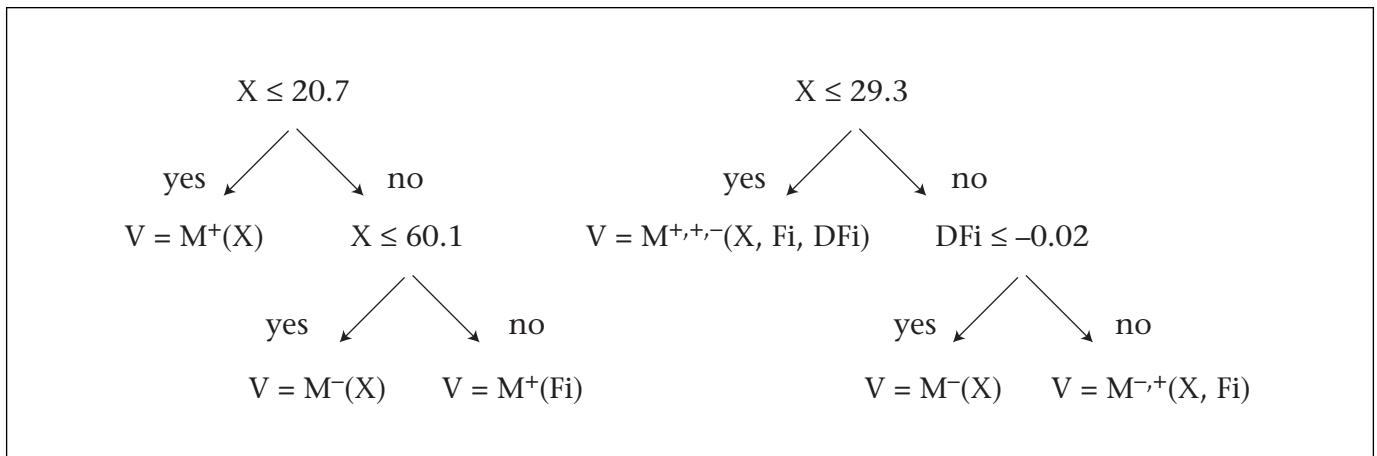 X ≤ 20.7
yes
no
V = M⁺(X)
X ≤ 60.1
yes
no
V = M⁻(X)
V = M⁺(Fi)
X ≤ 29.3
yes
no
V = M⁺,⁺,⁻(X, Fi, DFi)
DFi ≤ –0.02
yes
no
V = M⁻(X)
V = M⁻,⁺(X, Fi)